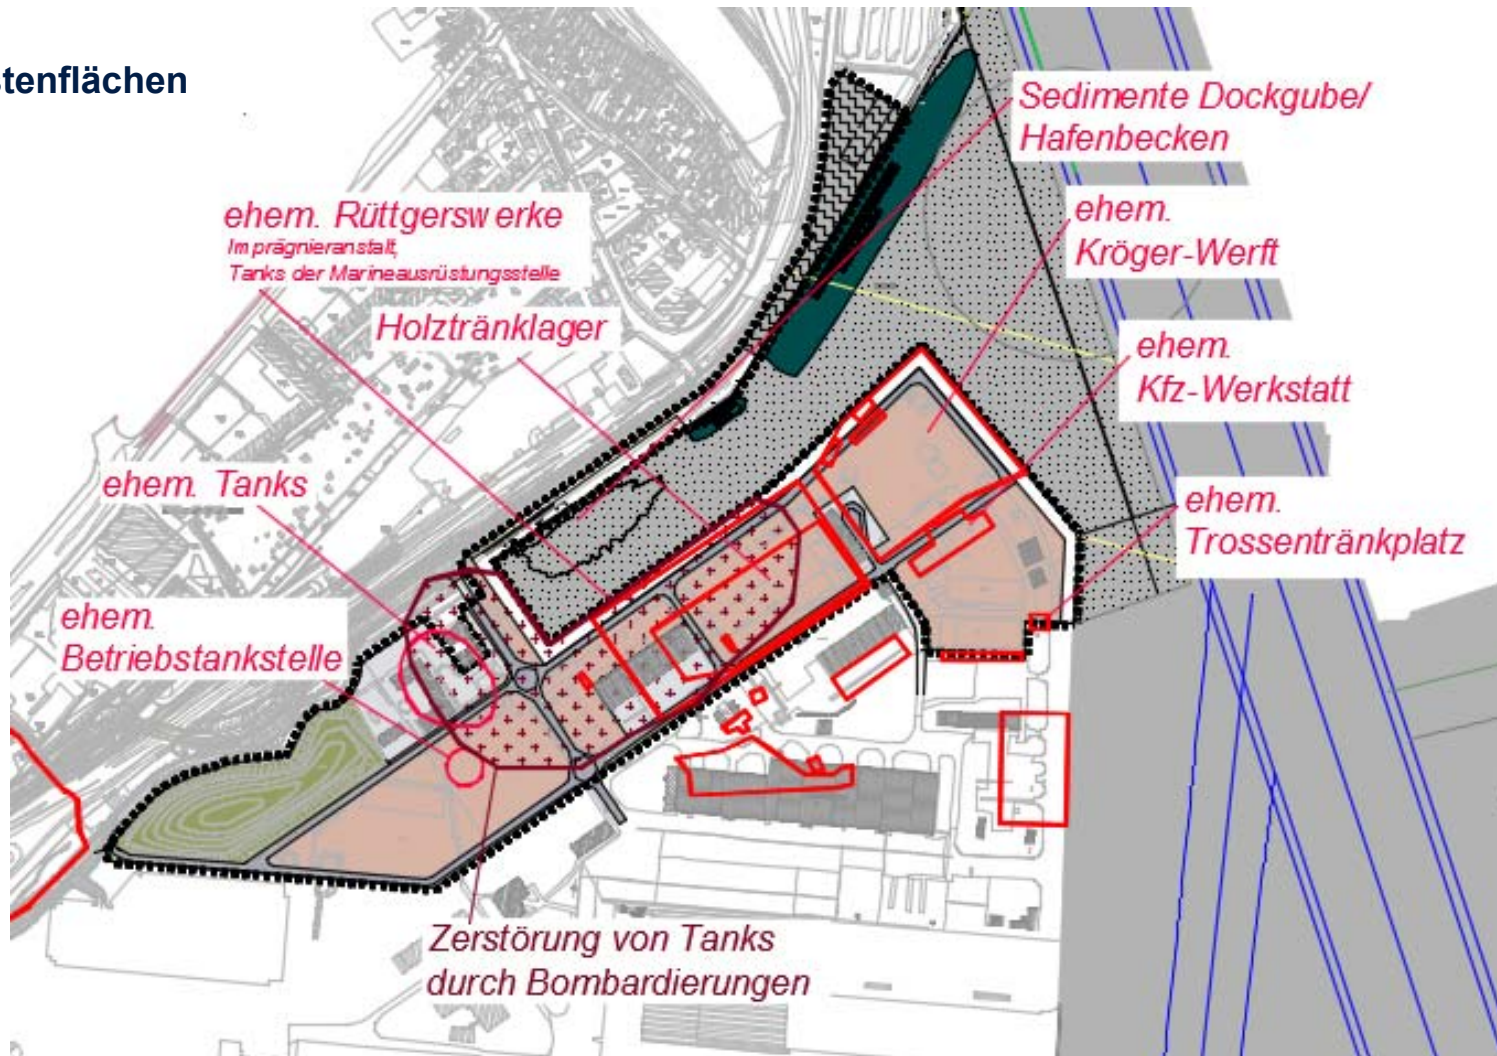 stenflächen
Sedimente Dockgube/
Hafenbecken
ehem. Rüttgerswerke
Imprägnieranstalt,
Tanks der Marineausrüstungsstelle
ehem.
Kröger-Werft
Holztränklager
ehem.
Kfz-Werkstatt
ehem. Tanks
ehem.
Trossentränkplatz
ehem.
Betriebstankstelle
Zerstörung von Tanks
durch Bombardierungen